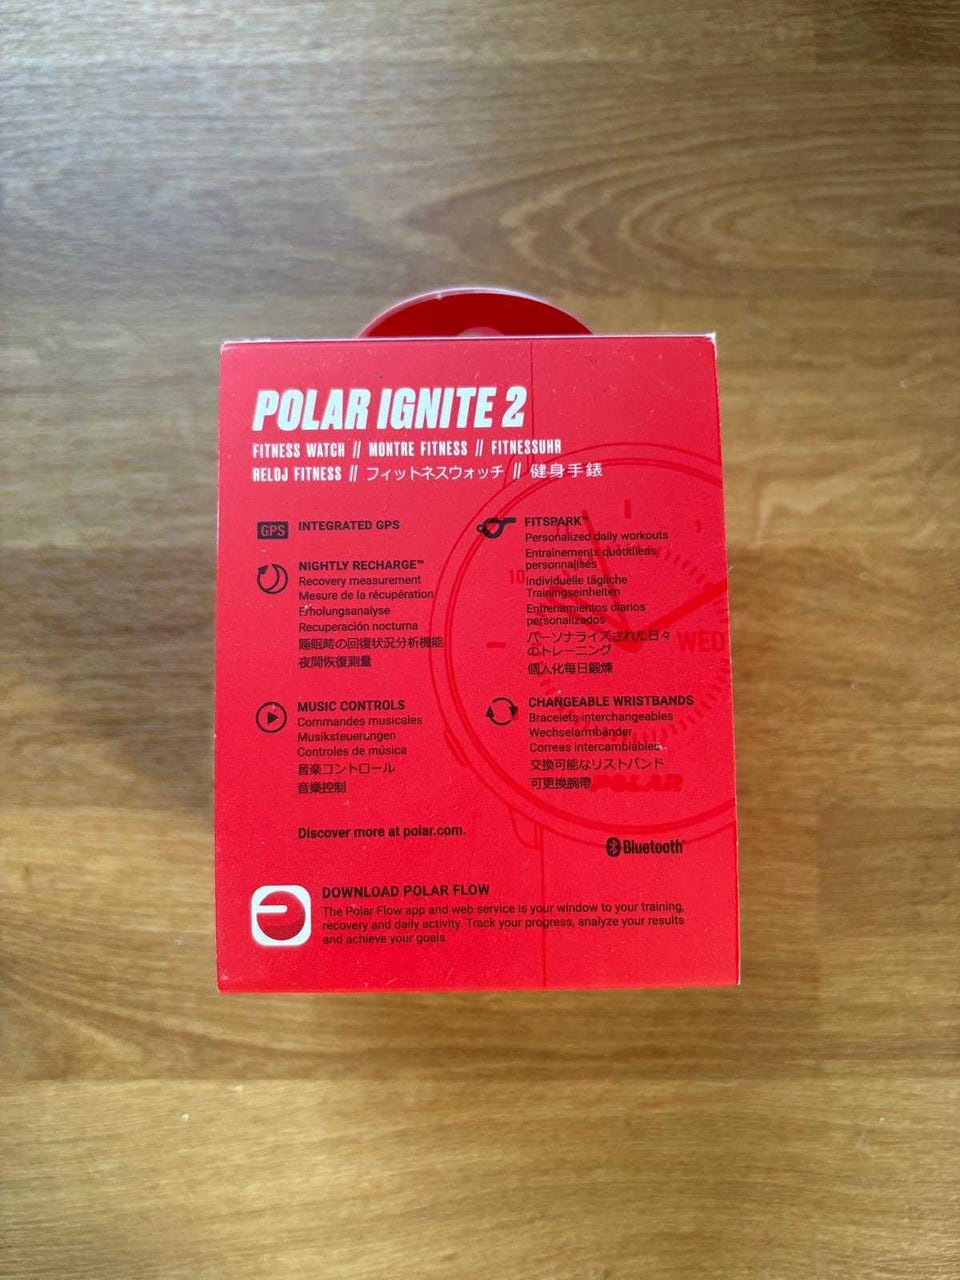 POLAR IGNITE 2
FITNESS WATCH // MONTRE FITNESS // FITNESSUHR
RELOJ FITNESS // フィットネスウォッチ // 健身手錶
GPS INTEGRATED GPS
NIGHTLY RECHARGE™
Recovery measurement
Mesure de la récupération
Erholungsanalyse
Recuperación nocturna
睡眠時の回復状況分析機能
夜間恢復測量
MUSIC CONTROLS
Commandes musicales
Musiksteuerungen
Controles de música
音楽コントロール
音樂控制
FITSPARK™
Personalized daily workouts
Entraînements quotidiens
personnalisés
Individuelle tägliche
Trainingseinheiten
Entrenamientos diarios
personalizados
パーソナライズされた日々
のトレーニング
個人化每日鍛煉
CHANGEABLE WRISTBANDS
Bracelets interchangeables
Wechselarmbänder
Correas intercambiables
交換可能なリストバンド
可更換腕帶
10
1
WED
POLAR
Discover more at polar.com.
Bluetooth®
DOWNLOAD POLAR FLOW
The Polar Flow app and web service is your window to your training,
recovery and daily activity. Track your progress, analyze your results
and achieve your goals.